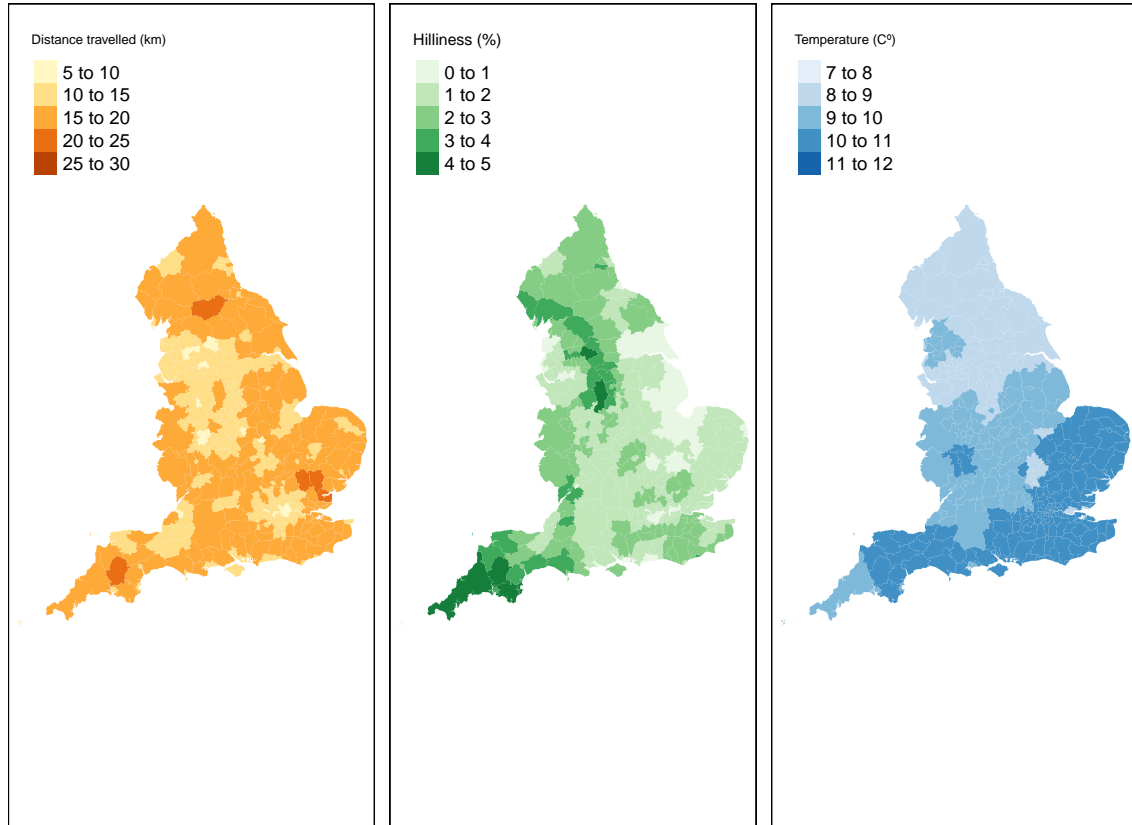 Distance travelled (km)
5 to 10
10 to 15
15 to 20
20 to 25
25 to 30
Hilliness (%)
0 to 1
1 to 2
2 to 3
3 to 4
4 to 5
Temperature (C⁰)
7 to 8
8 to 9
9 to 10
10 to 11
11 to 12